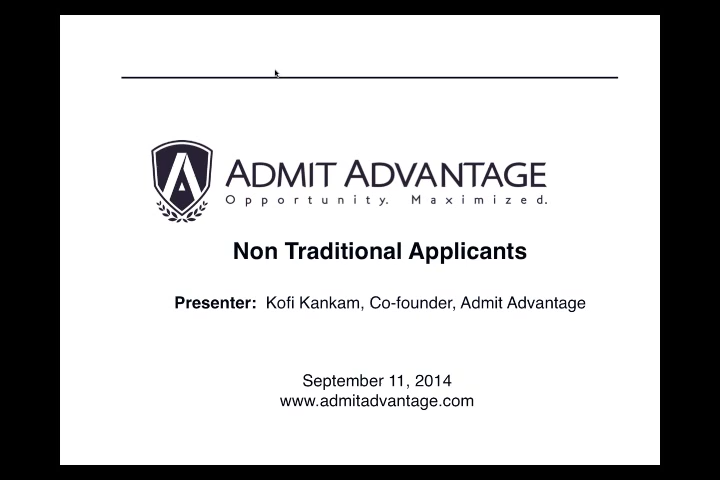 ADMIT ADVANTAGE
Opportunity. Maximized.
Non Traditional Applicants
Presenter: Kofi Kankam, Co-founder, Admit Advantage
September 11, 2014
www.admitadvantage.com